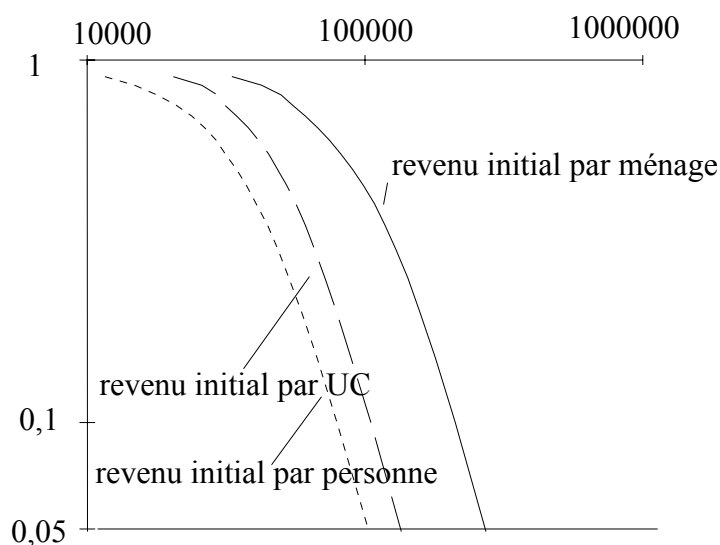 10000 100000 1000000
1
revenu initial par ménage
revenu initial par UC
0,1
revenu initial par personne
0,05